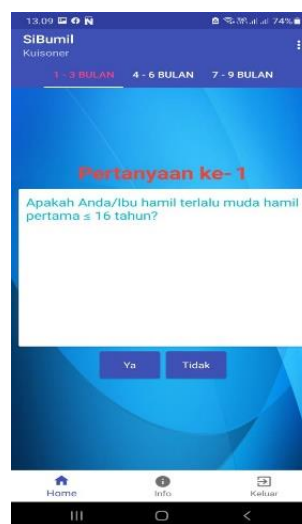 13.09 74%
SiBumil
Kuisoner
1 - 3 BULAN 4 - 6 BULAN 7 - 9 BULAN
Pertanyaan ke- 1
Apakah Anda/Ibu hamil terlalu muda hamil
pertama ≤ 16 tahun?
Ya Tidak
Home Info Keluar